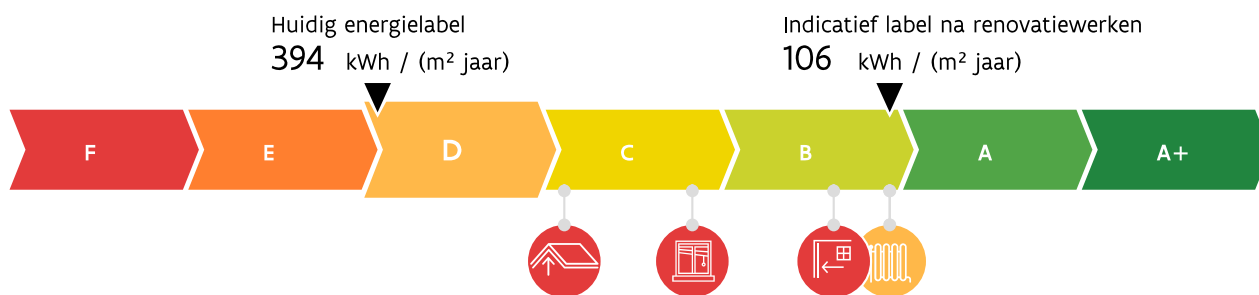 Huidig energielabel
394 kWh / (m² jaar)
Indicatief label na renovatiewerken
106 kWh / (m² jaar)
F E D C B A A+